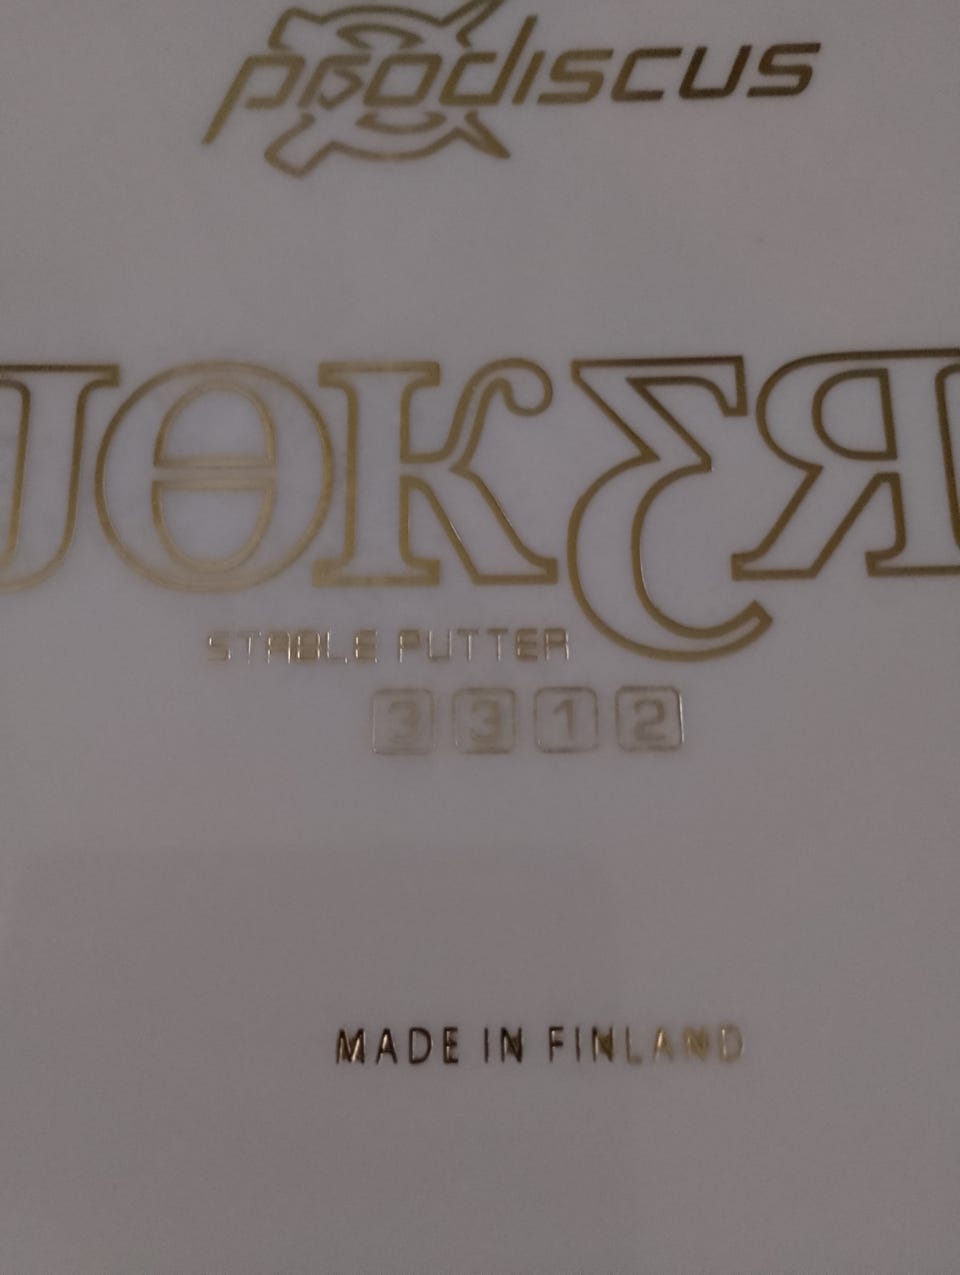 prodiscus
JOKER
STABLE PUTTER
3 3 1 2
MADE IN FINLAND